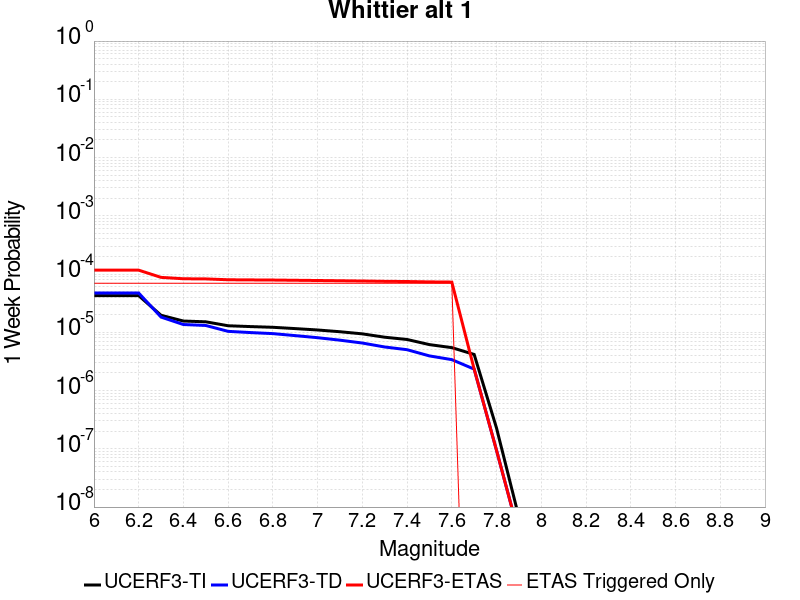 Whittier alt 1
10^0
10^-1
10^-2
10^-3
10^-4
10^-5
10^-6
10^-7
10^-8
1 Week Probability
6 6.2 6.4 6.6 6.8 7 7.2 7.4 7.6 7.8 8 8.2 8.4 8.6 8.8 9
Magnitude
UCERF3-TI UCERF3-TD UCERF3-ETAS ETAS Triggered Only